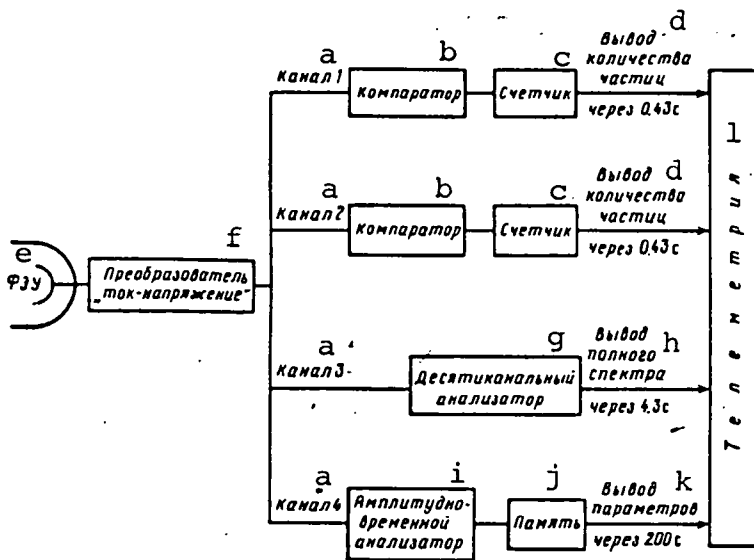 a
Канал 1
b
Компаратор
c
Счетчик
d
Вывод
количества
частиц
через 0,43с
a
Канал 2
b
Компаратор
c
Счетчик
d
Вывод
количества
частиц
через 0,43с
e
ФЭУ
f
Преобразователь
„ток-напряжение"
a
Канал 3
g
Десятиканальный
анализатор
h
Вывод
полного
спектра
через 4,3с
a
Канал 4
i
Амплитудно-
временной
анализатор
j
Память
k
Вывод
параметров
через 200с
l
Телеметрия